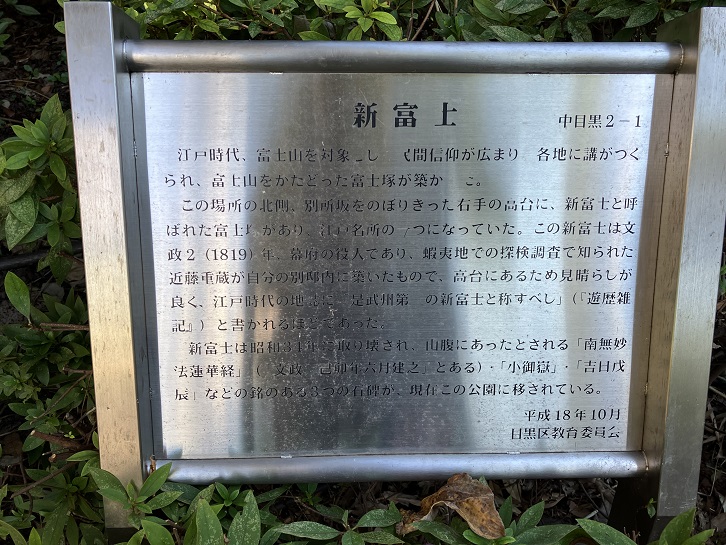 新富士
中目黒2-1
江戸時代、富士山を対象とし 民間信仰が広まり 各地に講がつく
られ、富士山をかたどった富士塚が築か た。
この場所の北側、別所坂をのぼりきった右手の高台に、新富士と呼
ばれた富士塚があり、江戸名所の一つになっていた。この新富士は文
政2(1819)年、幕府の役人であり、蝦夷地での探検調査で知られた
近藤重蔵が自分の別邸内に築いたもので、高台にあるため見晴らしが
良く、江戸時代の地誌に 是武州第 の新富士と称すべし」(『遊歴雑
記』)と書かれるほどであった。
新富士は昭和34年 取り壊され、山腹にあったとされる「南無妙
法蓮華経」( 文政 己卯年六月建之」とある)・「小御嶽」・「吉日戊
辰」などの銘のある3つの石碑が、現在この公園に移されている。
平成18年10月
目黒区教育委員会